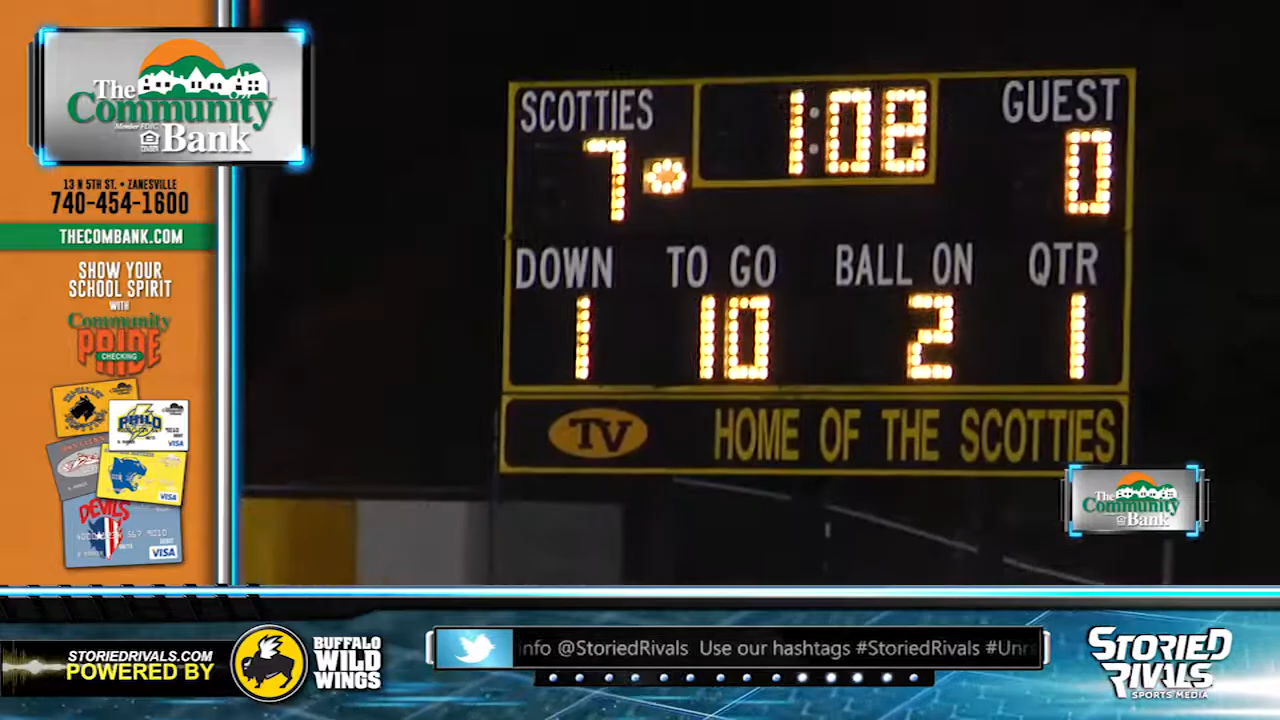 The
Community
Member FDIC
Bank
13 N 5TH ST. • ZANESVILLE
740-454-1600
THECOMBANK.COM
SHOW YOUR
SCHOOL SPIRIT
WITH
Community
PRIDE
CHECKING
PHILO
VISA
VISA
DEVILS
VISA
SCOTTIES 1:08 GUEST
7 0
DOWN TO GO BALL ON QTR
1 10 2 1
TV HOME OF THE SCOTTIES
The
Community
Bank
STORIEDRIVALS.COM
POWERED BY
BUFFALO
WILD
WINGS
info @StoriedRivals Use our hashtags #StoriedRivals #Unr
STORIED
RIVALS
SPORTS MEDIA